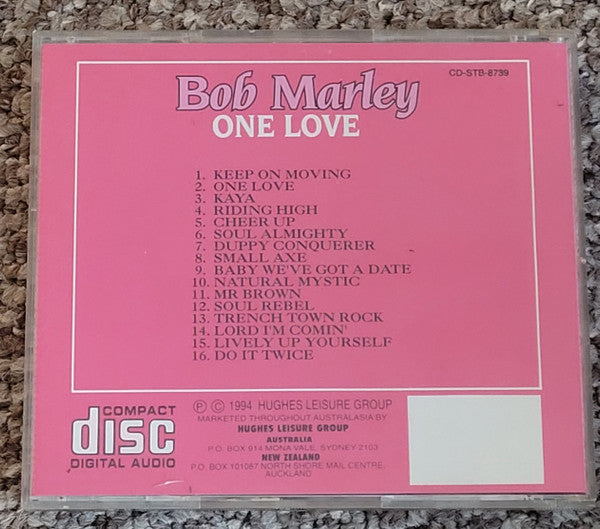 CD-STB-8739
Bob Marley
ONE LOVE
1. KEEP ON MOVING
2. ONE LOVE
3. KAYA
4. RIDING HIGH
5. CHEER UP
6. SOUL ALMIGHTY
7. DUPPY CONQUERER
8. SMALL AXE
9. BABY WE'VE GOT A DATE
10. NATURAL MYSTIC
11. MR BROWN
12. SOUL REBEL
13. TRENCH TOWN ROCK
14. LORD I'M COMIN'
15. LIVELY UP YOURSELF
16. DO IT TWICE
COMPACT
disc
DIGITAL AUDIO
Ⓟ © 1994 HUGHES LEISURE GROUP
MARKETED THROUGHOUT AUSTRALASIA BY
HUGHES LEISURE GROUP
AUSTRALIA
P.O. BOX 914 MONA VALE, SYDNEY 2103
NEW ZEALAND
P.O. BOX 101087 NORTH SHORE MAIL CENTRE,
AUCKLAND